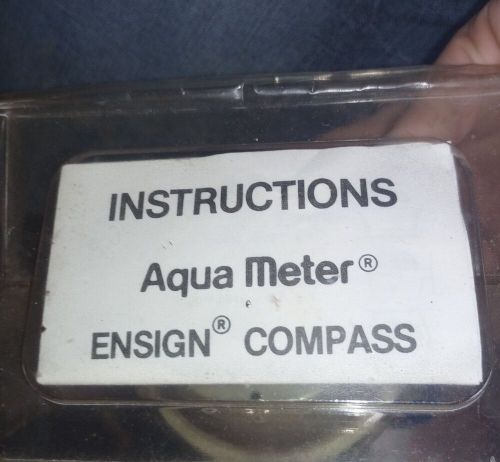 INSTRUCTIONS
Aqua Meter®
ENSIGN® COMPASS